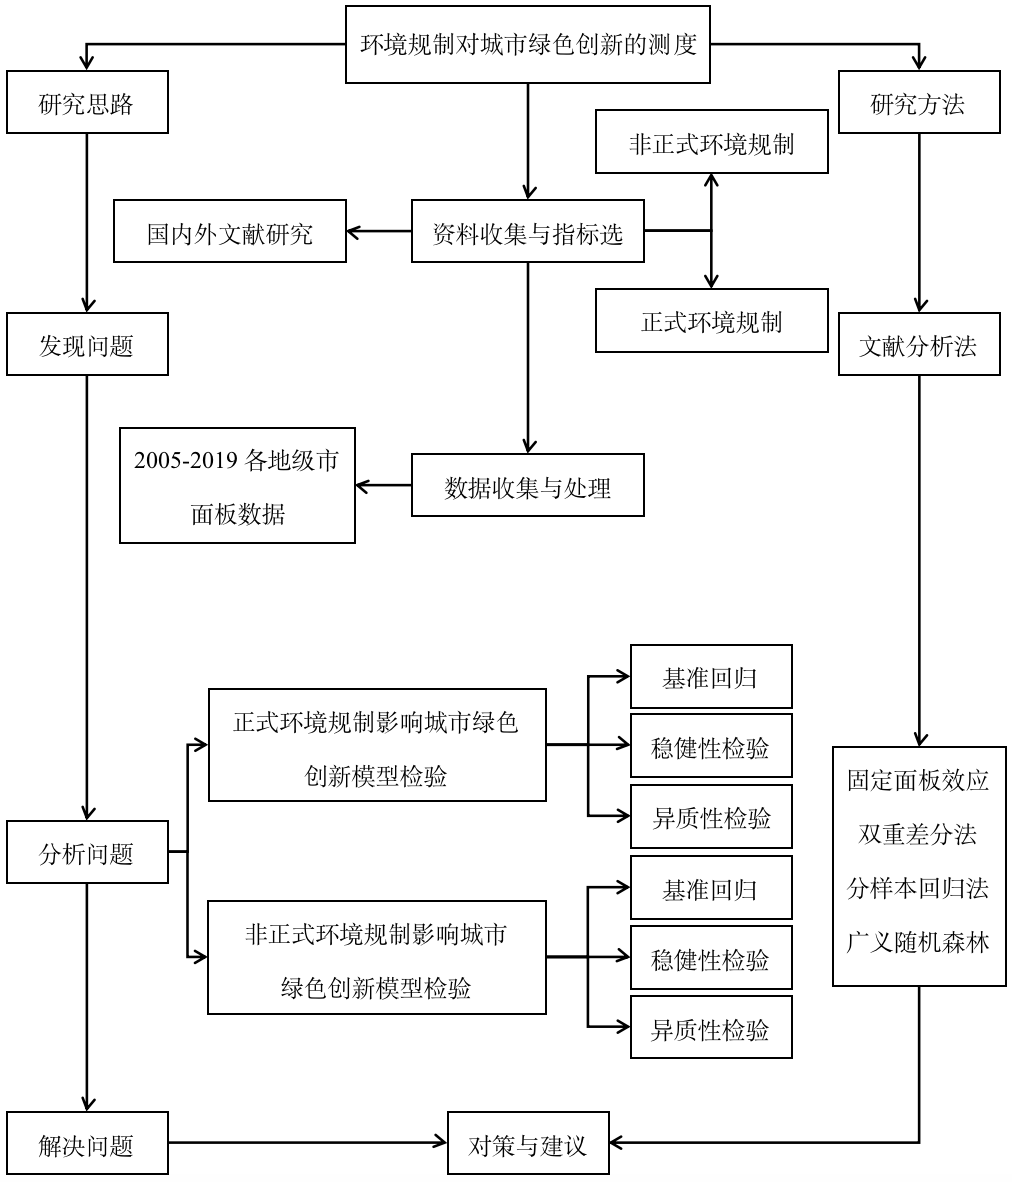 环境规制对城市绿色创新的测度
研究思路
研究方法
非正式环境规制
国内外文献研究
资料收集与指标选
正式环境规制
发现问题
文献分析法
2005-2019 各地级市
面板数据
数据收集与处理
基准回归
正式环境规制影响城市绿色
创新模型检验
稳健性检验
异质性检验
固定面板效应
双重差分法
分样本回归法
广义随机森林
分析问题
基准回归
非正式环境规制影响城市
绿色创新模型检验
稳健性检验
异质性检验
解决问题
对策与建议